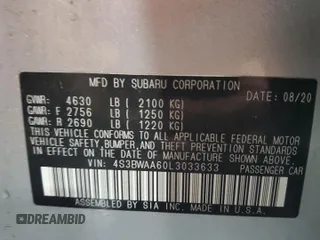 MFD BY SUBARU CORPORATION
DATE: 08/20
GVWR: 4630 LB ( 2100 KG)
GAWR: F 2756 LB ( 1250 KG)
GAWR: R 2690 LB ( 1220 KG)
THIS VEHICLE CONFORMS TO ALL APPLICABLE FEDERAL MOTOR
VEHICLE SAFETY, BUMPER, AND THEFT PREVENTION STANDARDS
IN EFFECT ON THE DATE OF MANUFACTURE SHOWN ABOVE.
VIN: 4S3BWAA60L3033633
PASSENGER CAR
ASSEMBLED BY SIA INC. MADE IN U.S.A.
SOLD.BID